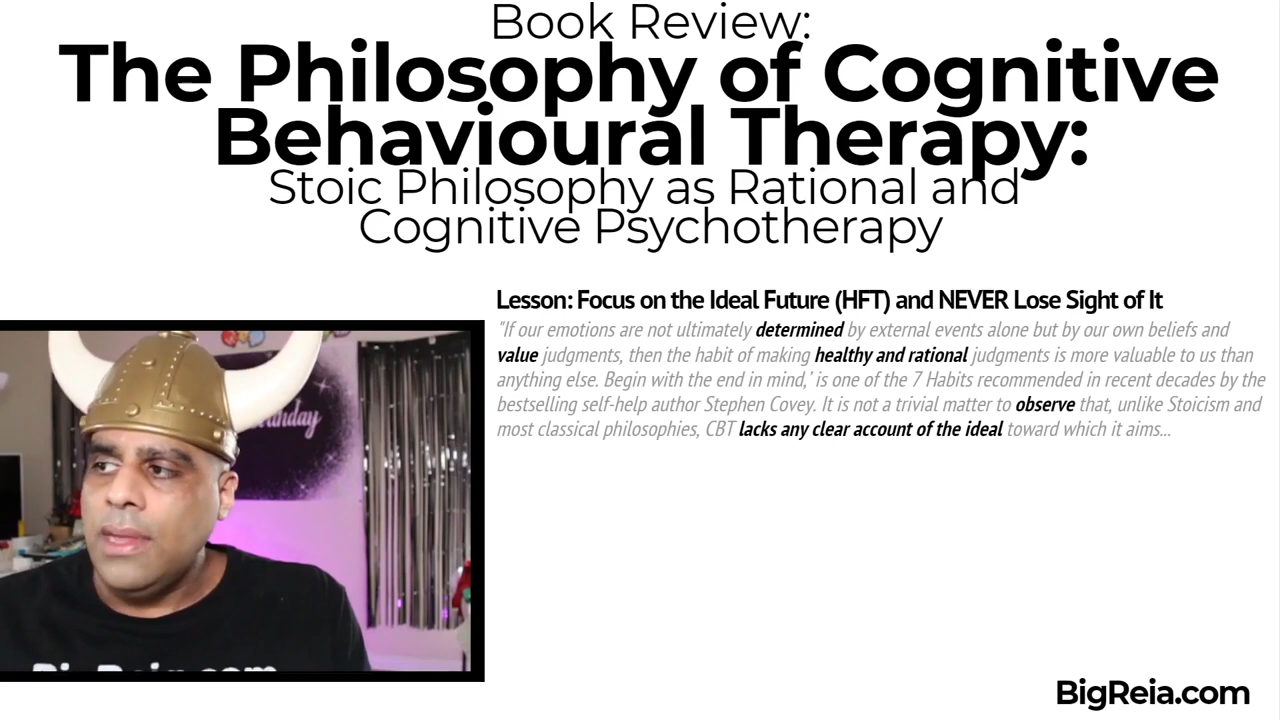 Book Review:
The Philosophy of Cognitive
Behavioural Therapy:
Stoic Philosophy as Rational and
Cognitive Psychotherapy
Lesson: Focus on the Ideal Future (HFT) and NEVER Lose Sight of It
"If our emotions are not ultimately determined by external events alone but by our own beliefs and
value judgments, then the habit of making healthy and rational judgments is more valuable to us than
anything else. Begin with the end in mind,' is one of the 7 Habits recommended in recent decades by the
bestselling self-help author Stephen Covey. It is not a trivial matter to observe that, unlike Stoicism and
most classical philosophies, CBT lacks any clear account of the ideal toward which it aims...
BigReia.com
BigReia.com